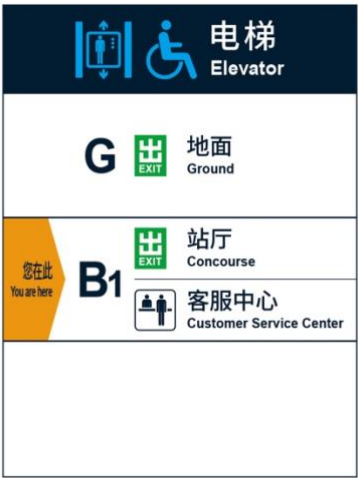 电梯
Elevator
G
出
EXIT
地面
Ground
您在此
You are here
B1
出
EXIT
站厅
Concourse
客服中心
Customer Service Center